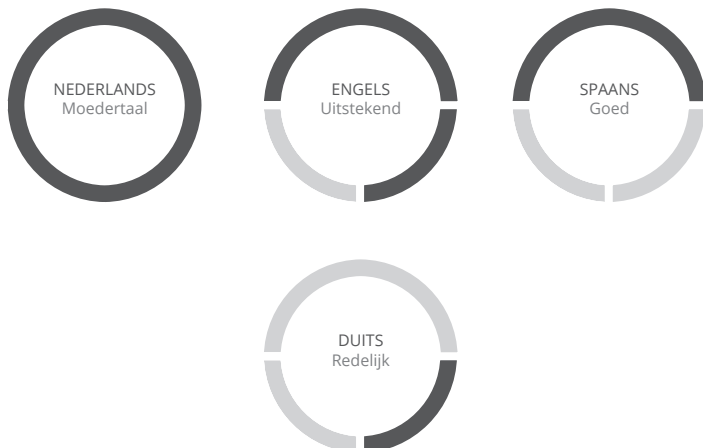 NEDERLANDS
Moedertaal
ENGELS
Uitstekend
SPAANS
Goed
DUITS
Redelijk